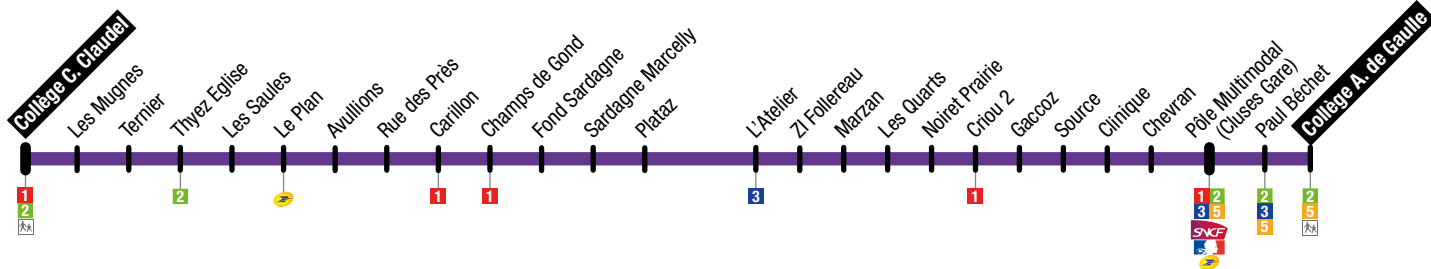 Collège C. Claudel
Les Mugnes
Ternier
Thyez Eglise
Les Saules
Le Plan
Avullions
Rue des Près
Carillon
Champs de Gond
Fond Sardagne
Sardagne Marcelly
Plataz
L'Atelier
ZI Follereau
Marzan
Les Quarts
Noiret Prairie
Criou 2
Gaccoz
Source
Clinique
Chevran
Pôle Multimodal
(Cluses Gare)
Paul Béchet
Collège A. de Gaulle
1
2
2
1
1
3
1
1 2
3 5
SNCF
2
3
5
2
5